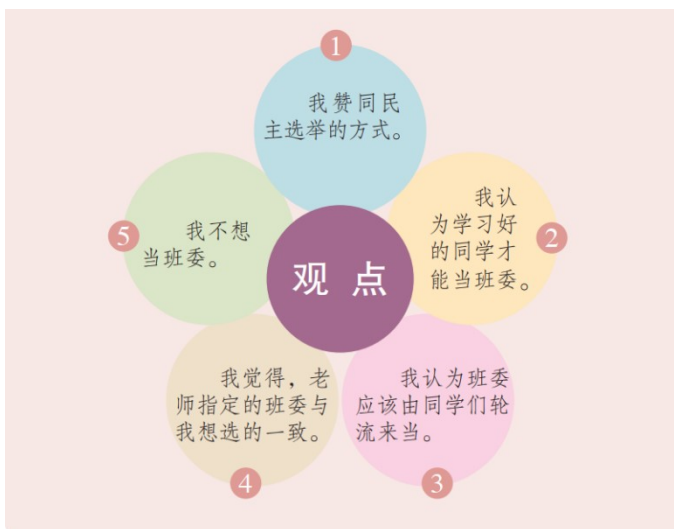 1
我赞同民
主选举的方式。
我认
为学习好
的同学才
能当班委。
2
我认为班委
应该由同学们轮
流来当。
3
我觉得，老
师指定的班委与
我想选的一致。
4
我不想
当班委。
5
观 点